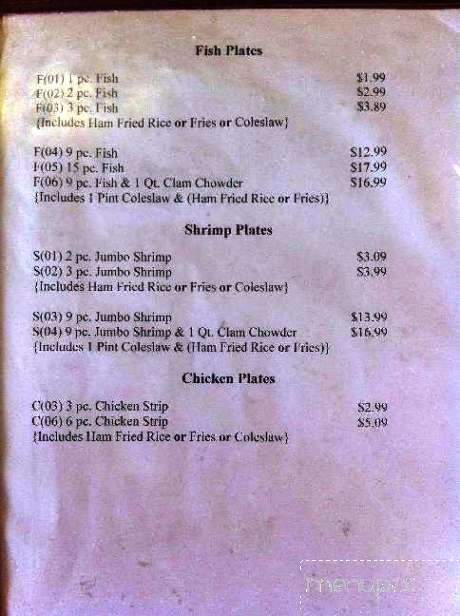 Fish Plates
F(01) 1 pc. Fish $1.99
F(02) 2 pc. Fish $2.99
F(03) 3 pc. Fish $3.89
{Includes Ham Fried Rice or Fries or Coleslaw}
F(04) 9 pc. Fish $12.99
F(05) 15 pc. Fish $17.99
F(06) 9 pc. Fish & 1 Qt. Clam Chowder $16.99
{Includes 1 Pint Coleslaw & (Ham Fried Rice or Fries)}
Shrimp Plates
S(01) 2 pc. Jumbo Shrimp $3.09
S(02) 3 pc. Jumbo Shrimp $3.99
{Includes Ham Fried Rice or Fries or Coleslaw}
S(03) 9 pc. Jumbo Shrimp $13.99
S(04) 9 pc. Jumbo Shrimp & 1 Qt. Clam Chowder $16.99
{Includes 1 Pint Coleslaw & (Ham Fried Rice or Fries)}
Chicken Plates
C(03) 3 pc. Chicken Strip $2.99
C(06) 6 pc. Chicken Strip $5.09
{Includes Ham Fried Rice or Fries or Coleslaw}
menupix